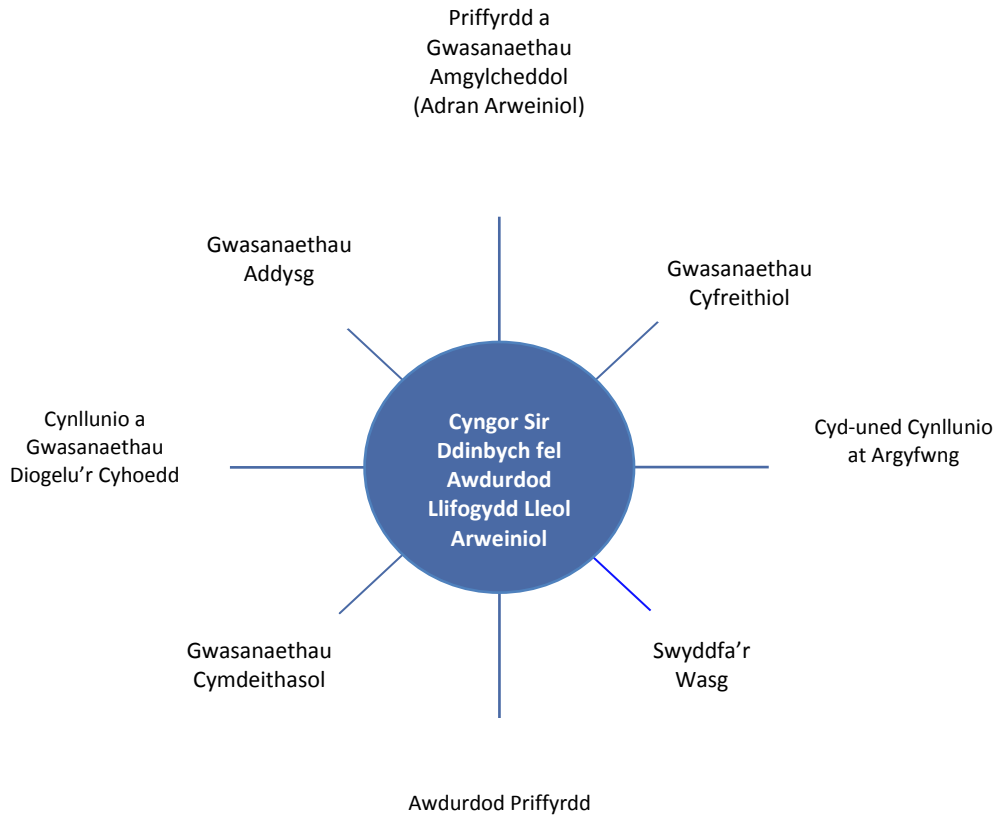 Priffyrdd a
Gwasanaethau
Amgylcheddol
(Adran Arweiniol)
Gwasanaethau
Addysg
Gwasanaethau
Cyfreithiol
Cynllunio a
Gwasanaethau
Diogelu'r Cyhoedd
Cyngor Sir
Ddinbych fel
Awdurdod
Llifogydd Lleol
Arweiniol
Cyd-uned Cynllunio
at Argyfwng
Gwasanaethau
Cymdeithasol
Swyddfa'r
Wasg
Awdurdod Priffyrdd